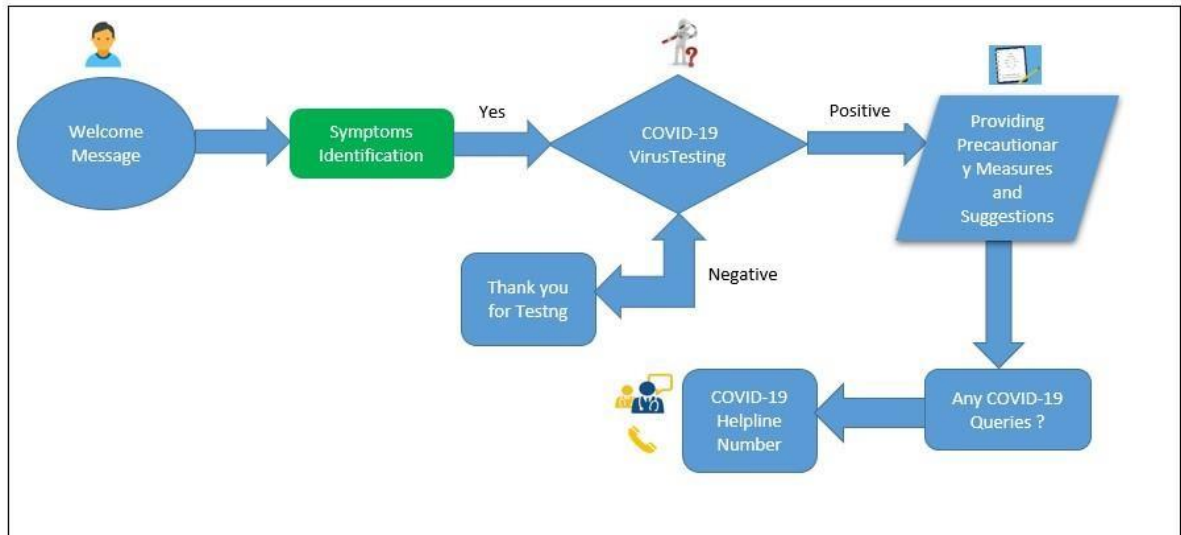 Welcome
Message
Symptoms
Identification
Yes
COVID-19
VirusTesting
Positive
Providing
Precautionar
y Measures
and
Suggestions
Negative
Thank you
for Testng
Any COVID-19
Queries ?
COVID-19
Helpline
Number